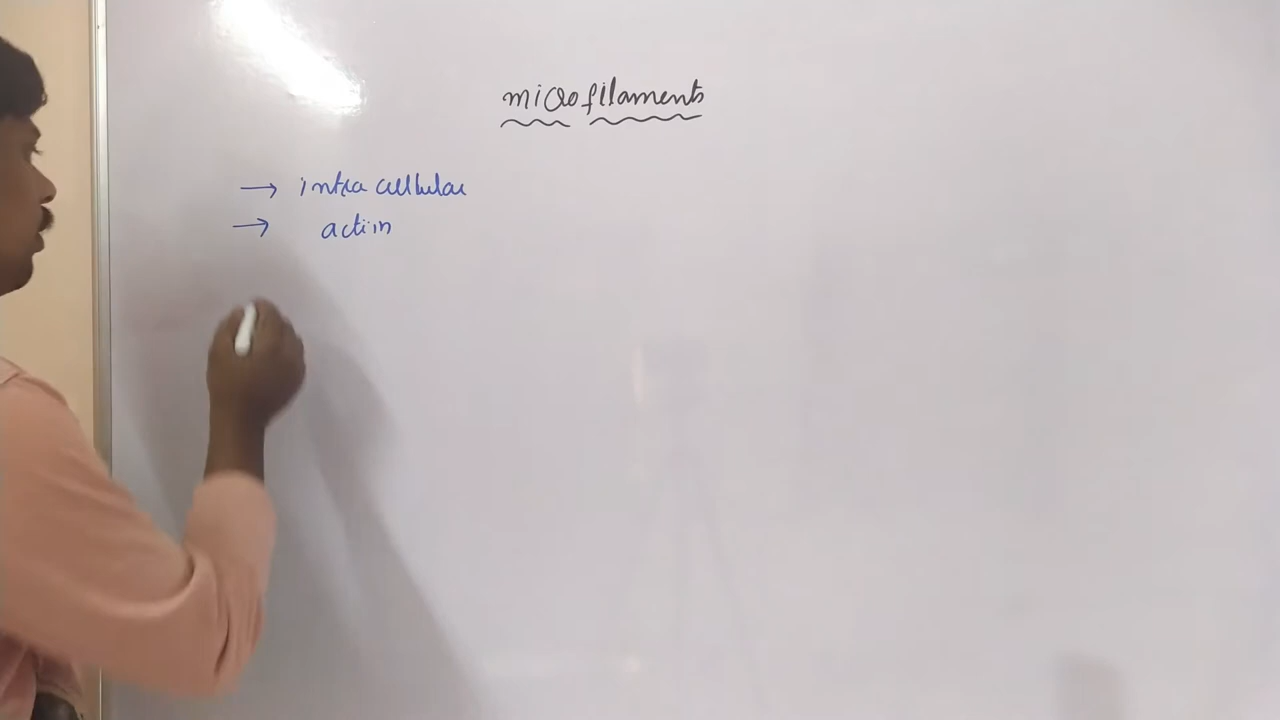 microfilaments
→ intra cellular
→ actin